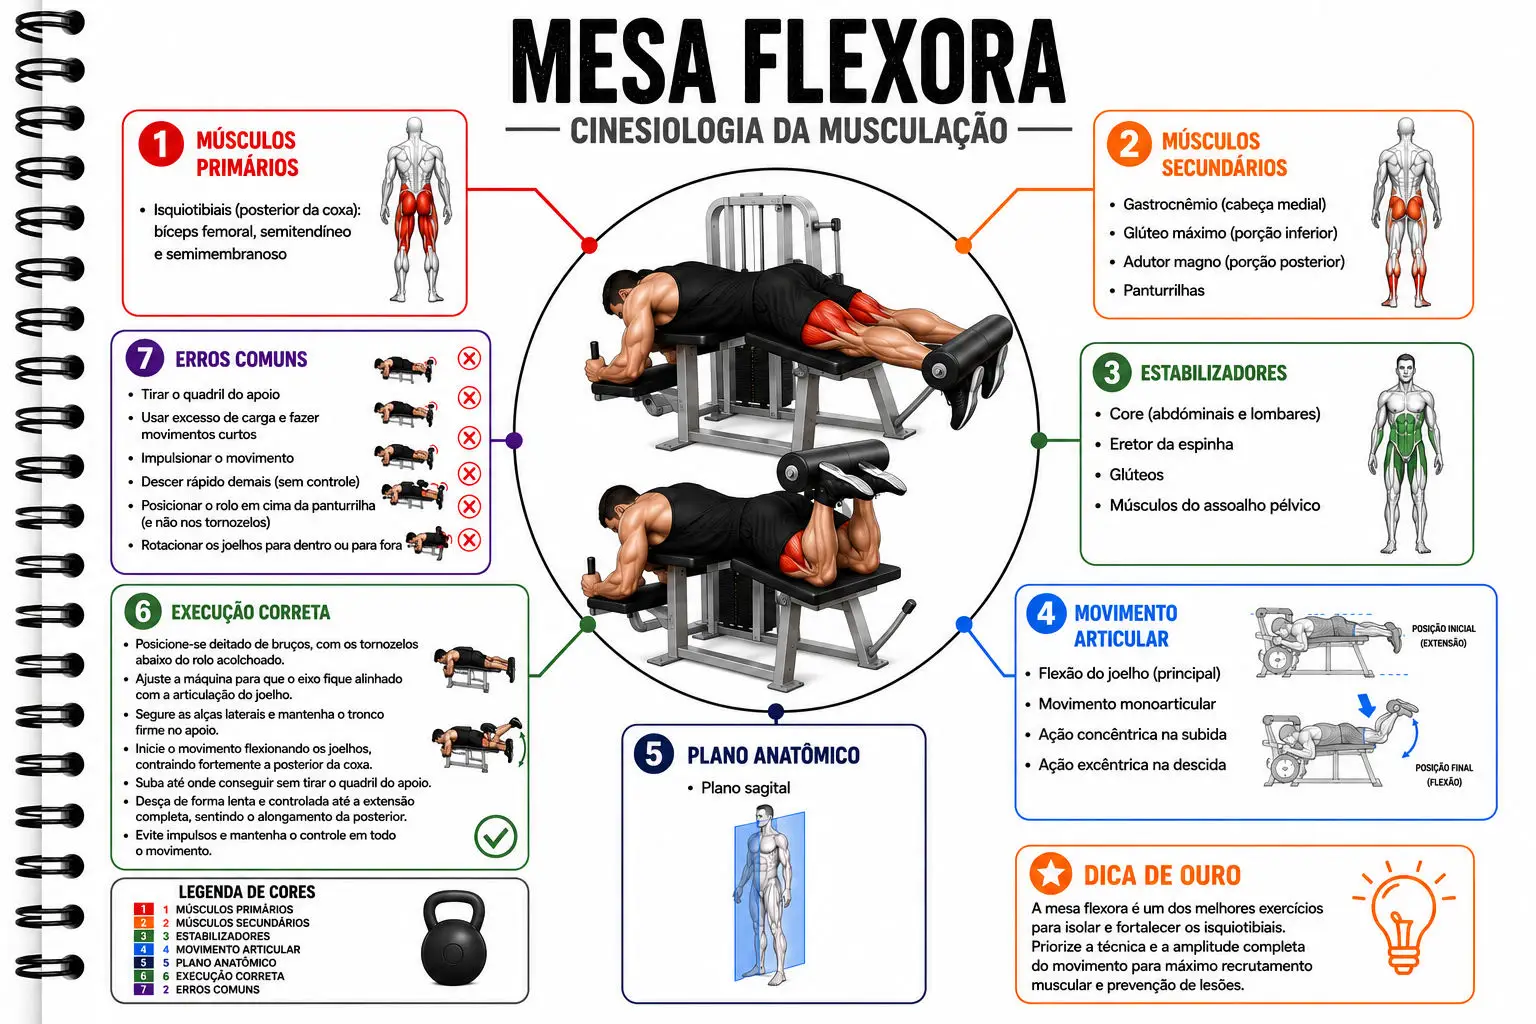 MESA FLEXORA
CINESIOLOGIA DA MUSCULAÇÃO
1 MÚSCULOS
PRIMÁRIOS
• Isquiotibiais (posterior da coxa):
bíceps femoral, semitendíneo
e semimembranoso
2 MÚSCULOS
SECUNDÁRIOS
• Gastrocnêmio (cabeça medial)
• Glúteo máximo (porção inferior)
• Adutor magno (porção posterior)
• Panturrilhas
3 ESTABILIZADORES
• Core (abdóminais e lombares)
• Eretor da espinha
• Glúteos
• Músculos do assoalho pélvico
4 MOVIMENTO
ARTICULAR
• Flexão do joelho (principal)
• Movimento monoarticular
• Ação concêntrica na subida
• Ação excêntrica na descida
POSIÇÃO INICIAL
(EXTENSÃO)
POSIÇÃO FINAL
(FLEXÃO)
5 PLANO ANATÔMICO
• Plano sagital
6 EXECUÇÃO CORRETA
• Posicione-se deitado de bruços, com os tornozelos
abaixo do rolo acolchoado.
• Ajuste a máquina para que o eixo fique alinhado
com a articulação do joelho.
• Segure as alças laterais e mantenha o tronco
firme no apoio.
• Inicie o movimento flexionando os joelhos,
contraindo fortemente a posterior da coxa.
• Suba até onde conseguir sem tirar o quadril do apoio.
• Desça de forma lenta e controlada até a extensão
completa, sentindo o alongamento da posterior.
• Evite impulsos e mantenha o controle em todo
o movimento.
7 ERROS COMUNS
• Tirar o quadril do apoio
• Usar excesso de carga e fazer
movimentos curtos
• Impulsionar o movimento
• Descer rápido demais (sem controle)
• Posicionar o rolo em cima da panturrilha
(e não nos tornozelos)
• Rotacionar os joelhos para dentro ou para fora
LEGENDA DE CORES
1 1 MÚSCULOS PRIMÁRIOS
2 2 MÚSCULOS SECUNDÁRIOS
3 3 ESTABILIZADORES
4 4 MOVIMENTO ARTICULAR
5 5 PLANO ANATÔMICO
6 6 EXECUÇÃO CORRETA
7 2 ERROS COMUNS
DICA DE OURO
A mesa flexora é um dos melhores exercícios
para isolar e fortalecer os isquiotibiais.
Priorize a técnica e a amplitude completa
do movimento para máximo recrutamento
muscular e prevenção de lesões.